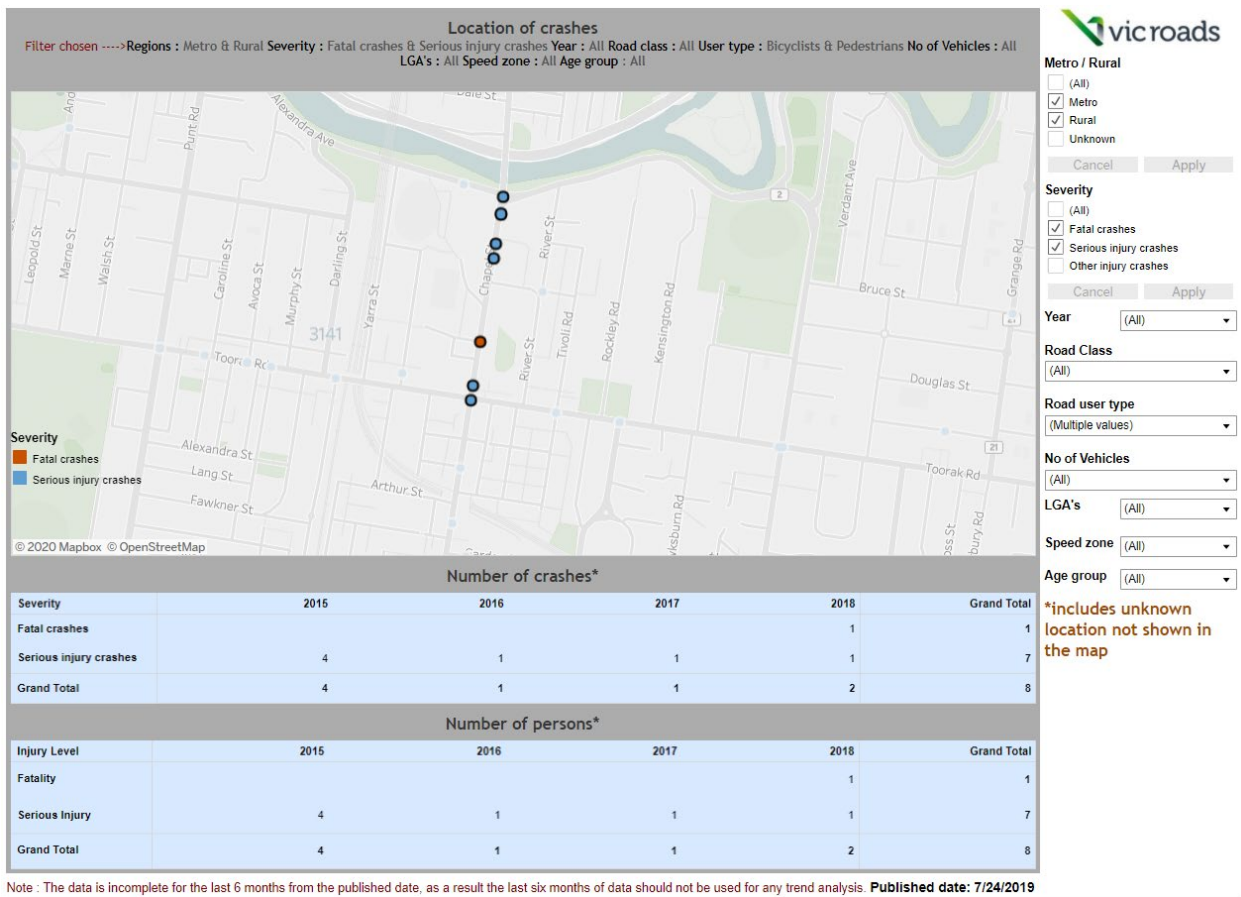 Location of crashes
Filter chosen ---->Regions : Metro & Rural Severity : Fatal crashes & Serious injury crashes Year : All Road class : All User type : Bicyclists & Pedestrians No of Vehicles : All
LGA's : All Speed zone : All Age group : All
vicroads
Metro / Rural
(All)
Metro
Rural
Unknown
Cancel Apply
Severity
(All)
Fatal crashes
Serious injury crashes
Other injury crashes
Cancel Apply
Year (All)
Road Class
(All)
Road user type
(Multiple values)
No of Vehicles
(All)
LGA's (All)
Speed zone (All)
Age group (All)
*includes unknown
location not shown in
the map
Punt Rd
Alexandra Ave
2
Verdant Ave
Leopold St
Marne St
Walsh St
Caroline St
Avoca St
Murphy St
Darling St
Yarra St
River St
Grange Rd
Bruce St
3141
Tivoli Rd
Rockley Rd
Kensington Rd
River St
Douglas St
21
Toorak Rd
Alexandra St
Lang St
Fawkner St
Arthur St
Severity
Fatal crashes
Serious injury crashes
© 2020 Mapbox © OpenStreetMap
Number of crashes*
Severity 2015 2016 2017 2018 Grand Total
Fatal crashes 1 1
Serious injury crashes 4 1 1 1 7
Grand Total 4 1 1 2 8
Number of persons*
Injury Level 2015 2016 2017 2018 Grand Total
Fatality 1 1
Serious Injury 4 1 1 1 7
Grand Total 4 1 1 2 8
Note : The data is incomplete for the last 6 months from the published date, as a result the last six months of data should not be used for any trend analysis. Published date: 7/24/2019